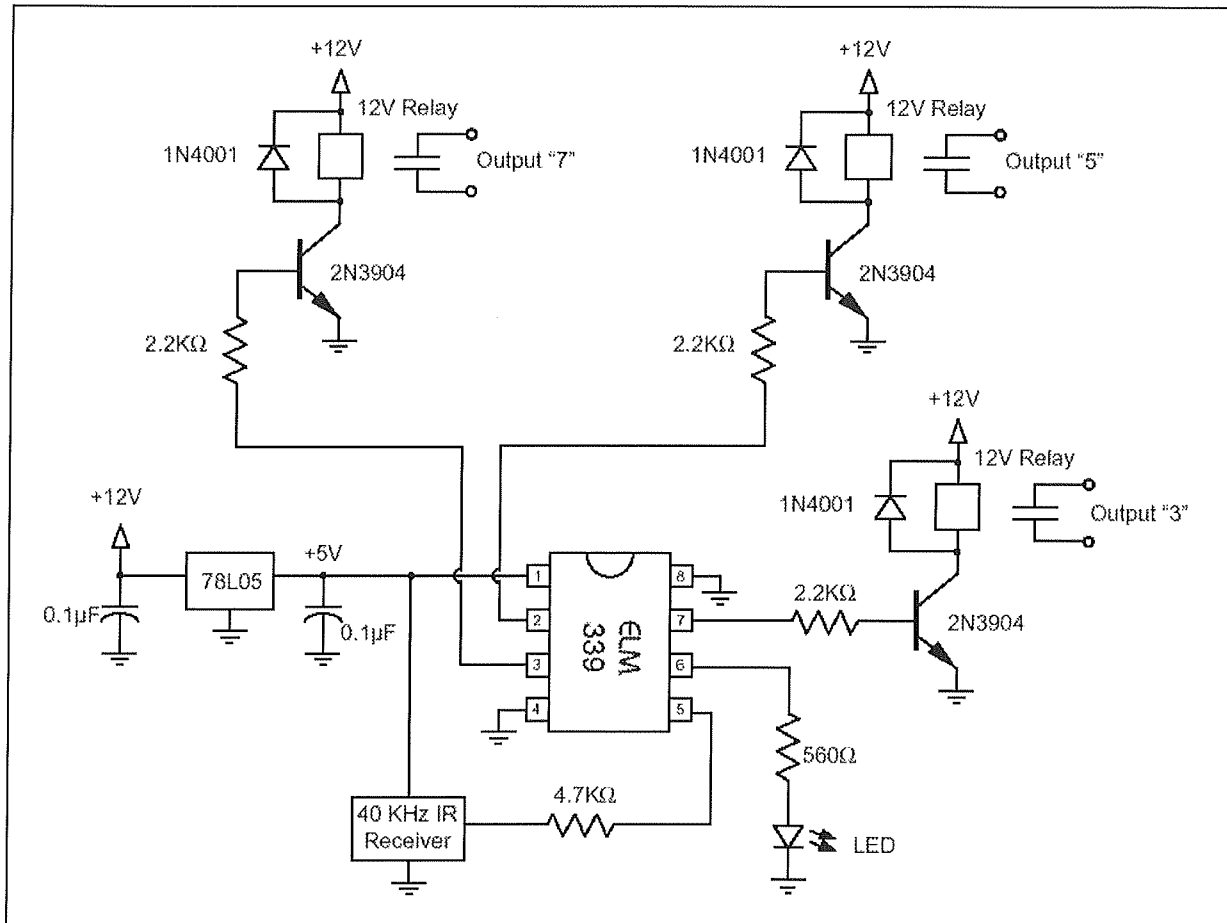 +12V
12V Relay
1N4001
Output “7”
2N3904
2.2KΩ
+12V
12V Relay
1N4001
Output “5”
2N3904
2.2KΩ
+12V
12V Relay
1N4001
Output “3”
2.2KΩ
2N3904
+12V
78L05
+5V
0.1µF
0.1µF
1
2
3
4
8
7
6
5
ELM
339
560Ω
LED
4.7KΩ
40 KHz IR
Receiver